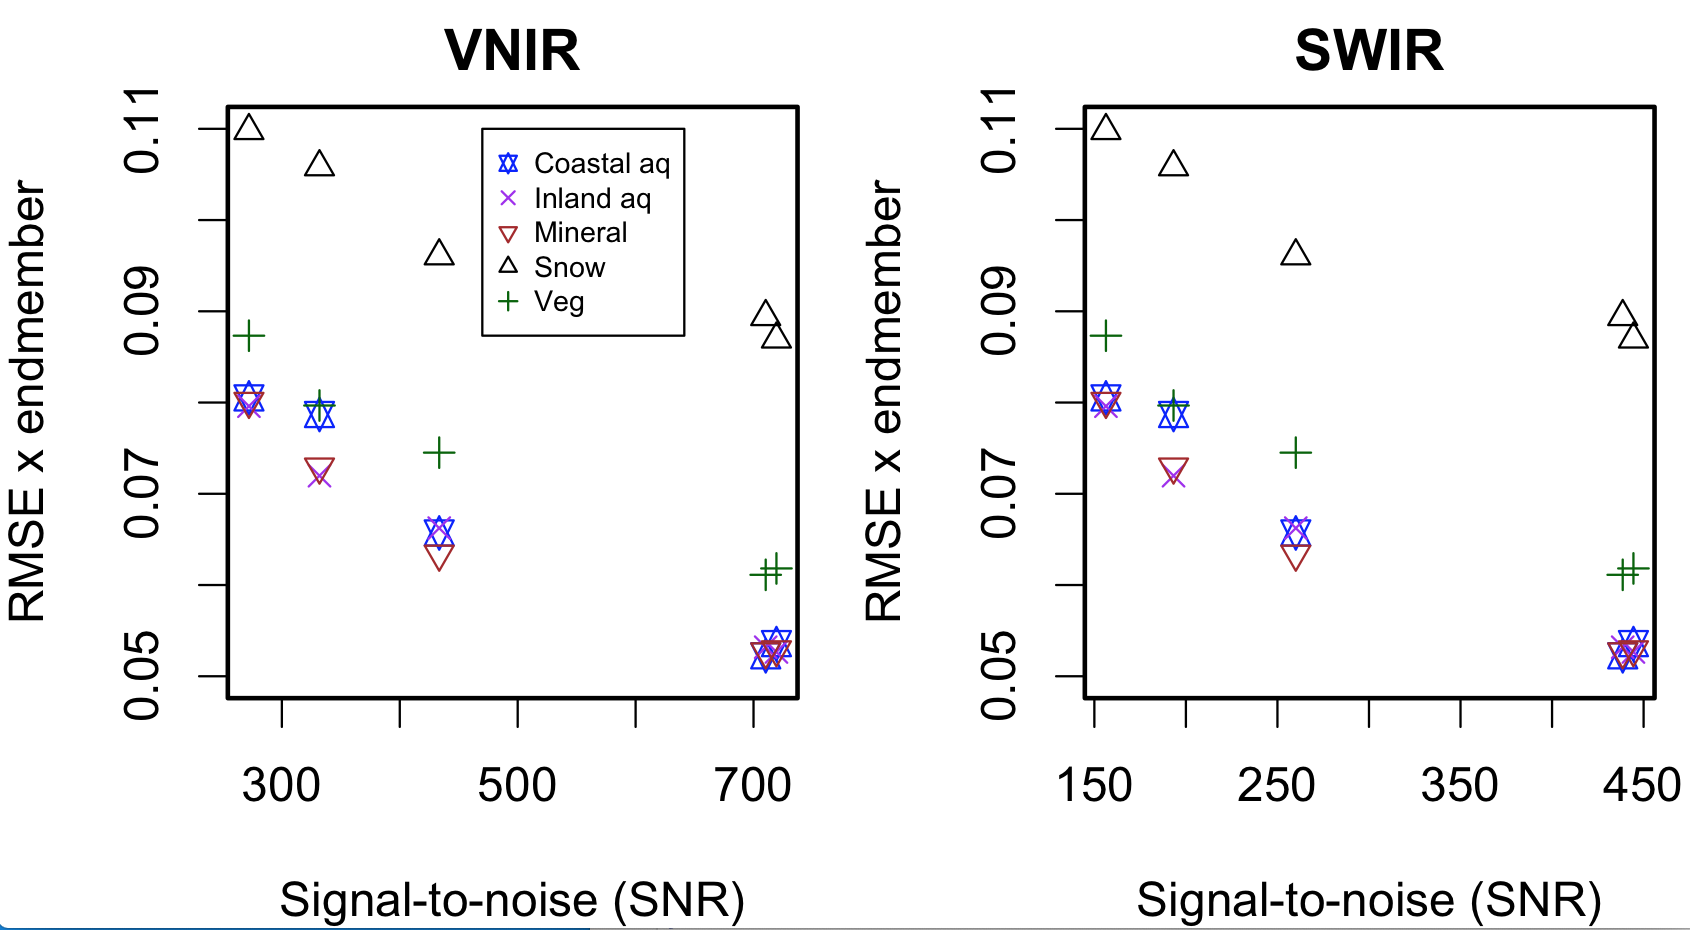 VNIR
SWIR
RMSE x endmember
0.11
0.09
0.07
0.05
Coastal aq
Inland aq
Mineral
Snow
Veg
300 500 700
Signal-to-noise (SNR)
RMSE x endmember
0.11
0.09
0.07
0.05
150 250 350 450
Signal-to-noise (SNR)